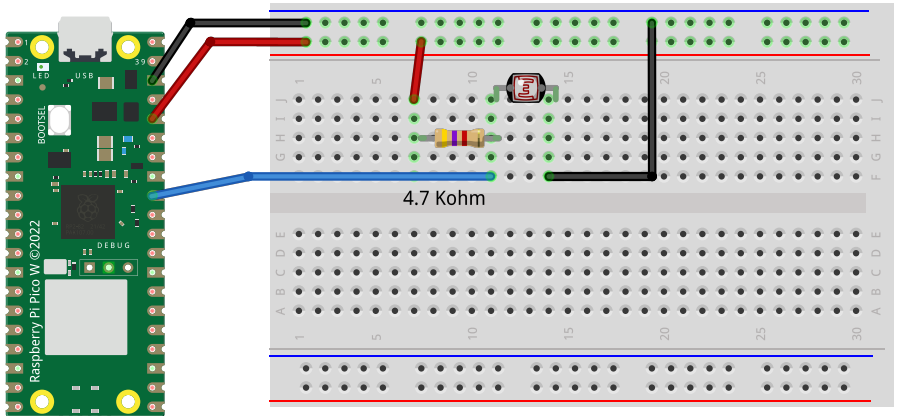 1
2
39
LED
USB
BOOTSEL
DEBUG
Raspberry Pi Pico W ©2022
1 5 10 15 20 25 30
J J
I I
H H
G G
F F
4.7 Kohm
E E
D D
C C
B B
A A
1 5 10 15 20 25 30